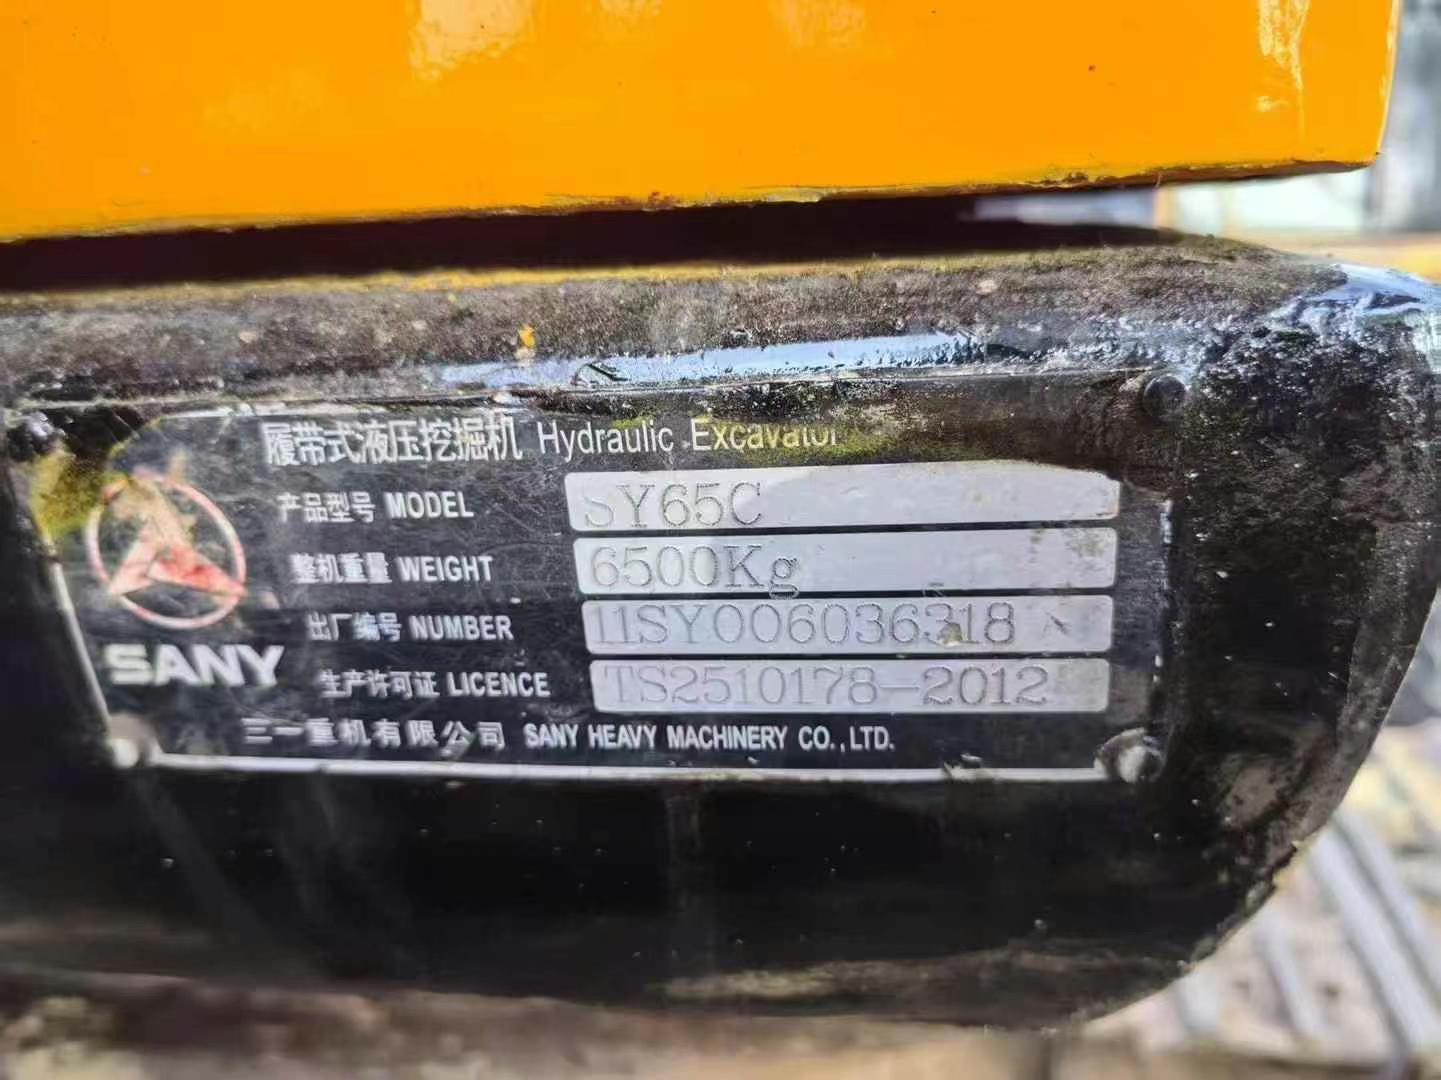 履带式液压挖掘机 Hydraulic Excavator
产品型号 MODEL SY65C
整机重量 WEIGHT 6500Kg
出厂编号 NUMBER 11SY006036318
生产许可证 LICENCE TS2510178-2012
SANY
三一重机有限公司 SANY HEAVY MACHINERY CO.,LTD.